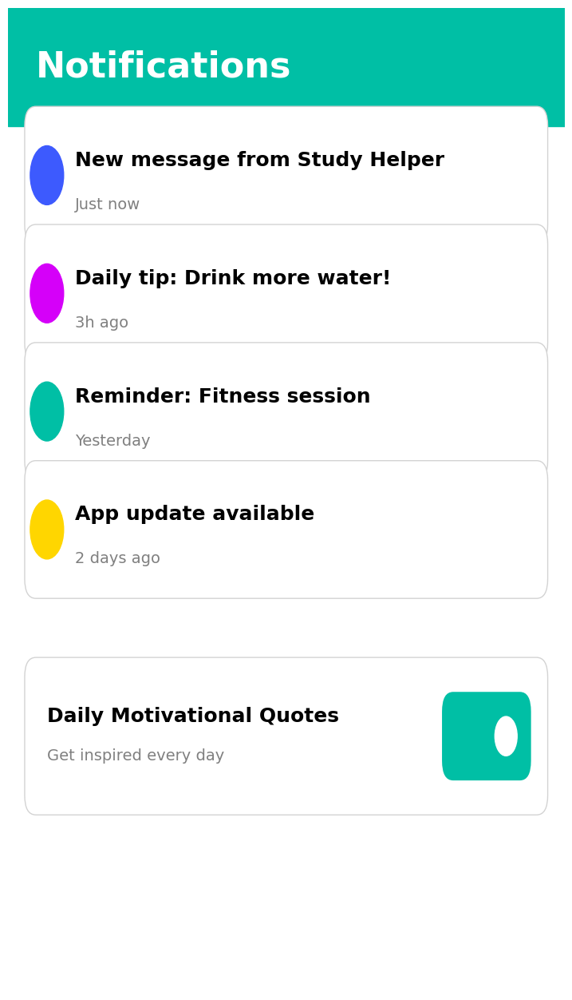 Notifications
New message from Study Helper
Just now
Daily tip: Drink more water!
3h ago
Reminder: Fitness session
Yesterday
App update available
2 days ago
Daily Motivational Quotes
Get inspired every day